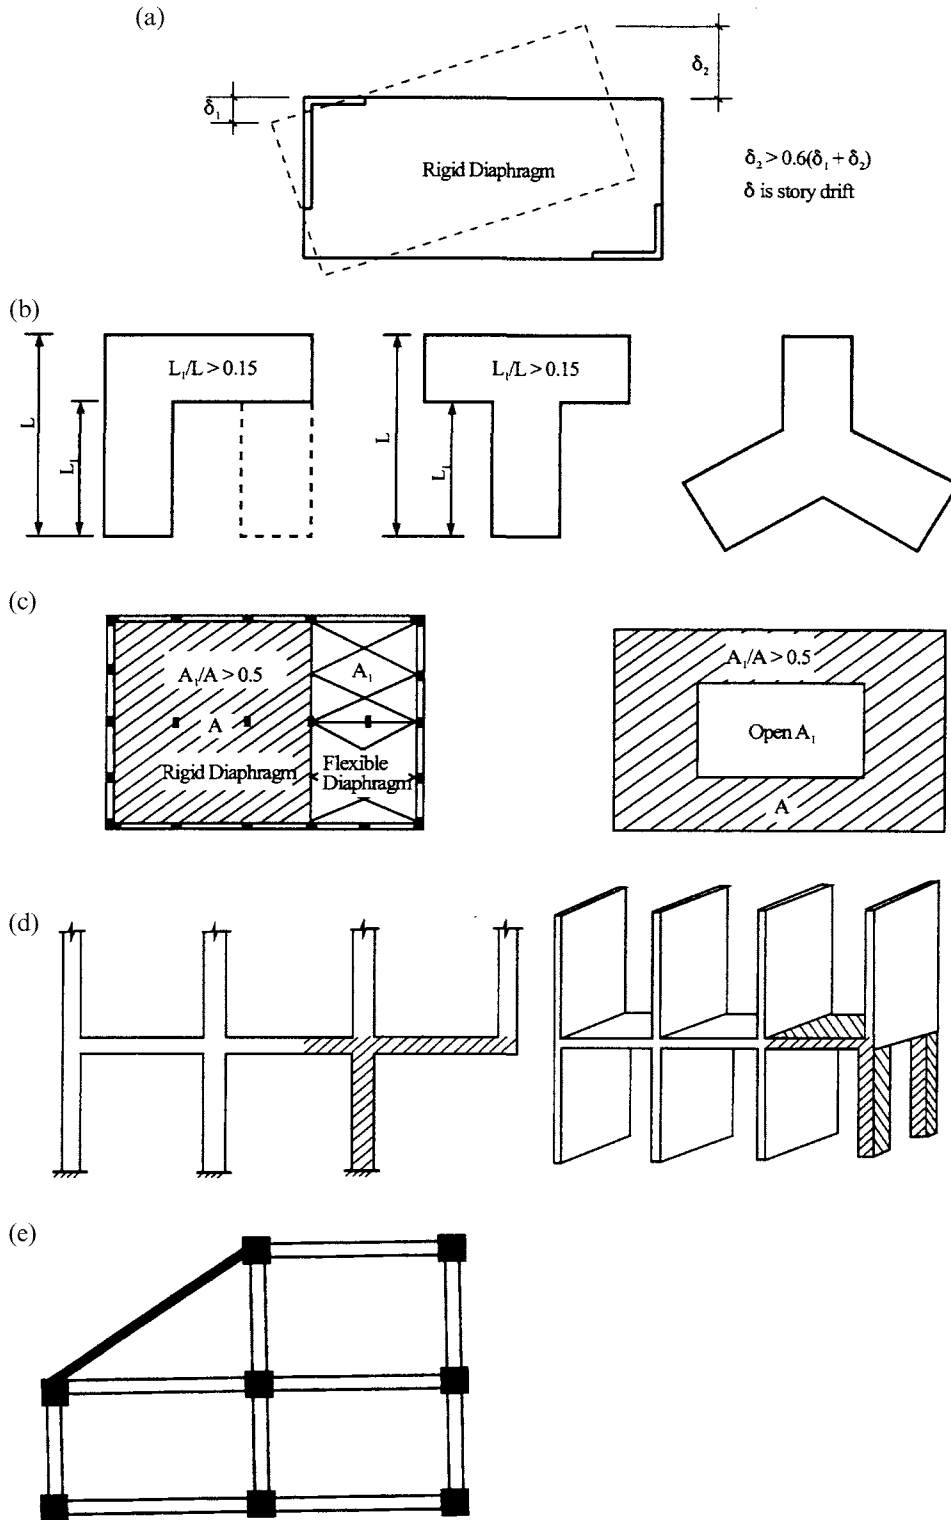 (a)
δ₁
δ₂
Rigid Diaphragm
δ₂ > 0.6(δ₁ + δ₂)
δ is story drift
(b)
L₁/L > 0.15
L
L₁
L₁/L > 0.15
L
L₁
(c)
A₁/A > 0.5
A₁
A
Rigid Diaphragm
Flexible
Diaphragm
A₁/A > 0.5
Open A₁
A
(d)
(e)